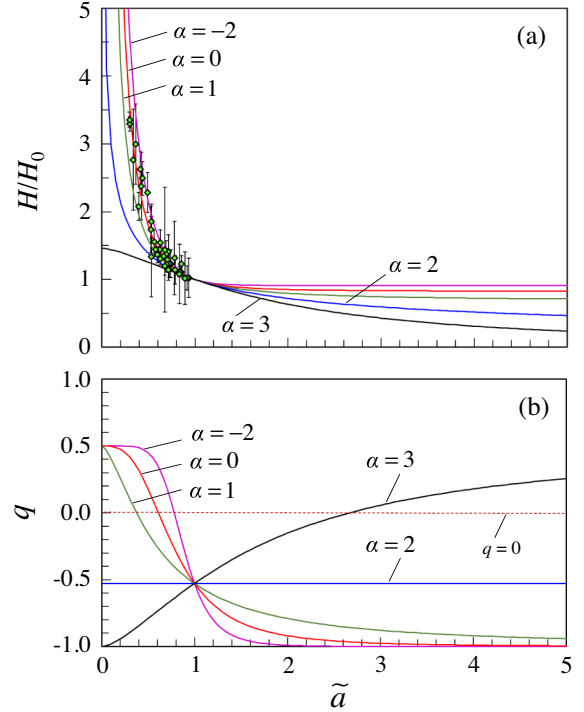 5
α = −2
(a)
α = 0
4
α = 1
3
H/H₀
2
α = 2
1
α = 3
0
1.0
(b)
α = −2
0.5
α = 0
α = 3
α = 1
q
0.0
α = 2
q = 0
-0.5
-1.0
0 1 2 3 4 5
ã